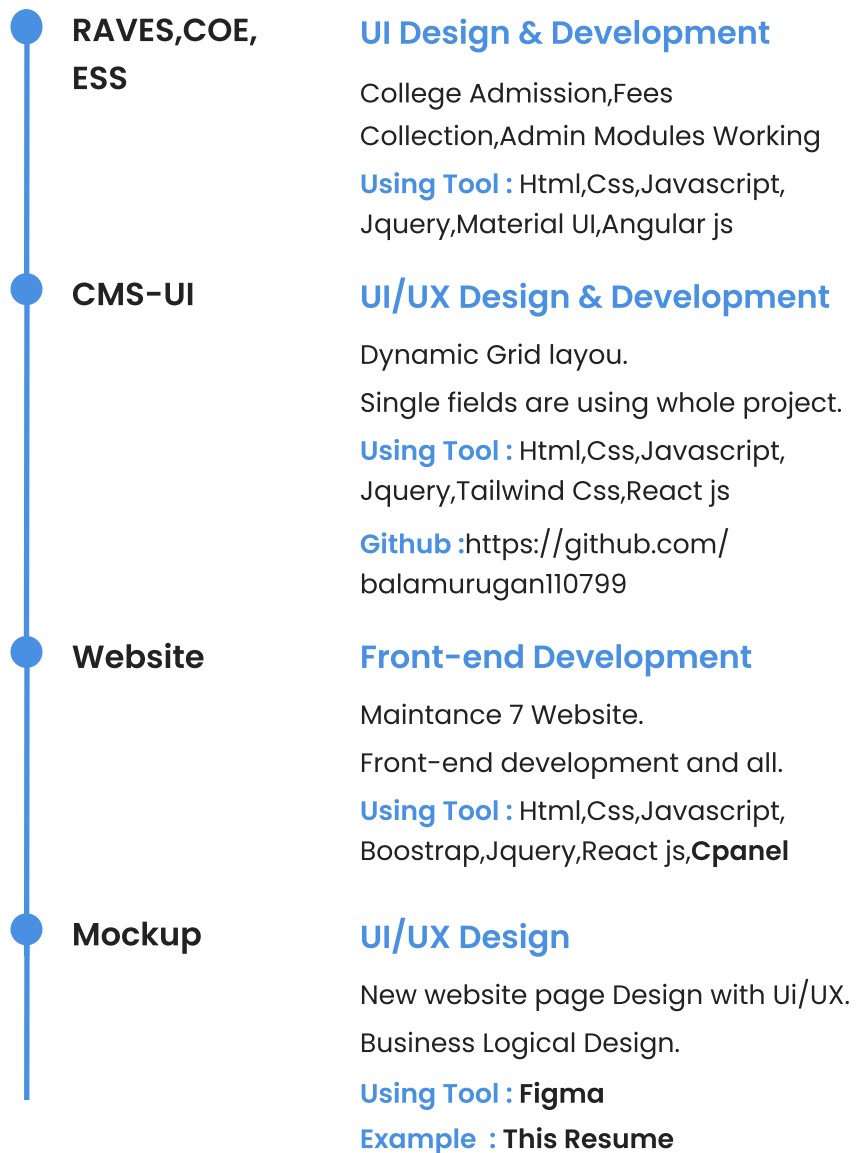 RAVES,COE,
ESS
UI Design & Development
College Admission,Fees
Collection,Admin Modules Working
Using Tool : Html,Css,Javascript,
Jquery,Material UI,Angular js
CMS-UI
UI/UX Design & Development
Dynamic Grid layou.
Single fields are using whole project.
Using Tool : Html,Css,Javascript,
Jquery,Tailwind Css,React js
Github :https://github.com/
balamurugan110799
Website
Front-end Development
Maintance 7 Website.
Front-end development and all.
Using Tool : Html,Css,Javascript,
Boostrap,Jquery,React js,Cpanel
Mockup
UI/UX Design
New website page Design with Ui/UX.
Business Logical Design.
Using Tool : Figma
Example : This Resume